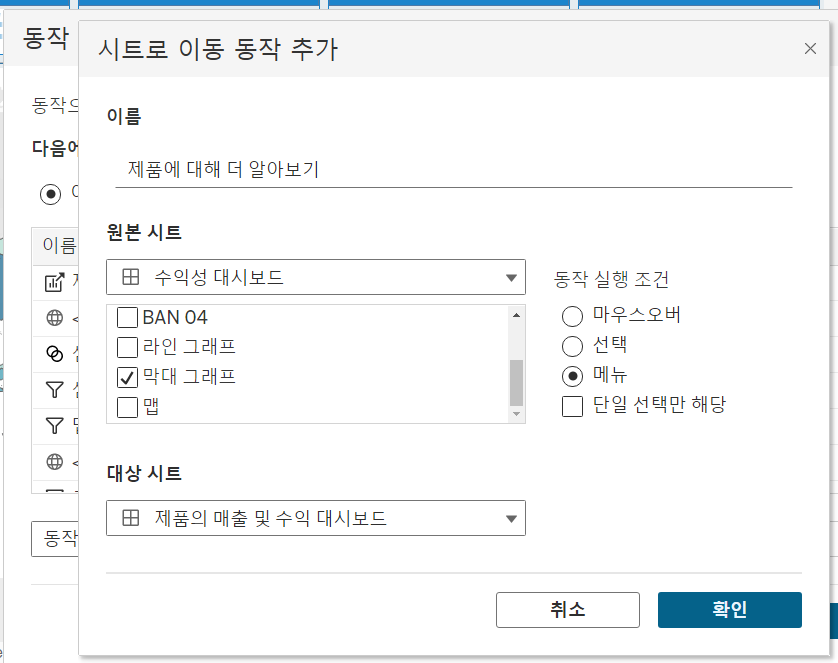 동작
시트로 이동 동작 추가
이름
동작으
다음에
제품에 대해 더 알아보기
원본 시트
이름
수익성 대시보드
동작 실행 조건
BAN 04
마우스오버
라인 그래프
선택
막대 그래프
메뉴
맵
단일 선택만 해당
대상 시트
제품의 매출 및 수익 대시보드
동작
취소
확인